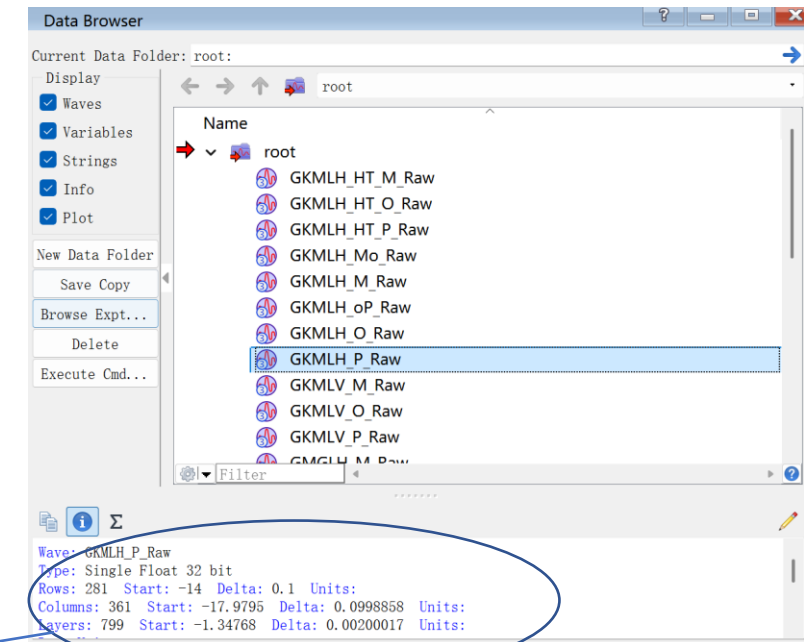 Data Browser
Current Data Folder: root:
Display
Waves
Variables
Strings
Info
Plot
New Data Folder
Save Copy
Browse Expt...
Delete
Execute Cmd...
root
Name
root
GKMLH_HT_M_Raw
GKMLH_HT_O_Raw
GKMLH_HT_P_Raw
GKMLH_Mo_Raw
GKMLH_M_Raw
GKMLH_oP_Raw
GKMLH_O_Raw
GKMLH_P_Raw
GKMLV_M_Raw
GKMLV_O_Raw
GKMLV_P_Raw
GMGLH_M_Raw
Filter
Wave: GKMLH_P_Raw
Type: Single Float 32 bit
Rows: 281 Start: -14 Delta: 0.1 Units:
Columns: 361 Start: -17.9795 Delta: 0.0998858 Units:
Layers: 799 Start: -1.34768 Delta: 0.00200017 Units: